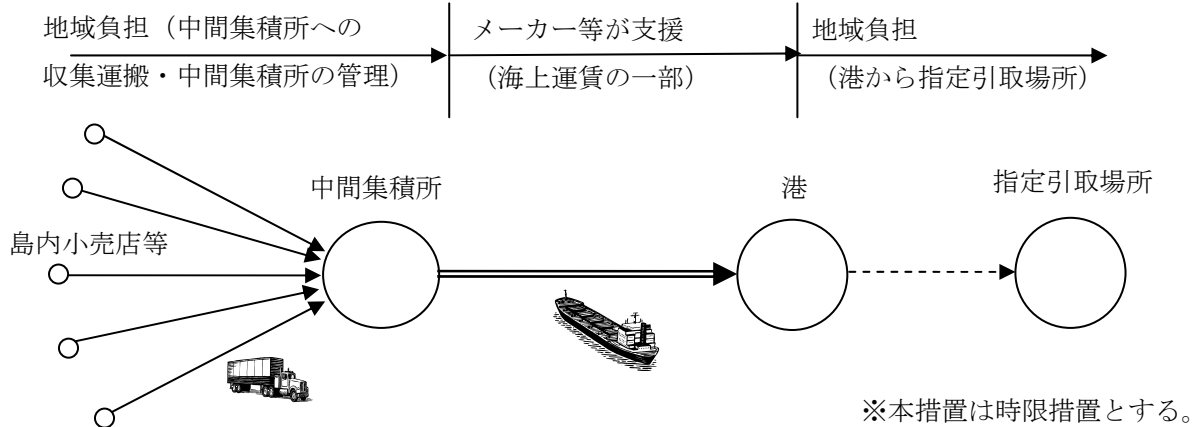 地域負担（中間集積所への
収集運搬・中間集積所の管理）
メーカー等が支援
（海上運賃の一部）
地域負担
（港から指定引取場所）
中間集積所
港
指定引取場所
島内小売店等
※本措置は時限措置とする。